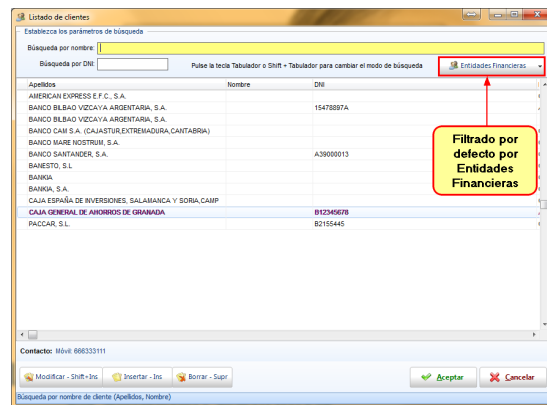 Listado de clientes
Establezca los parámetros de búsqueda
Búsqueda por nombre:
Búsqueda por DNI:
Pulse la tecla Tabulador o Shift + Tabulador para cambiar el modo de búsqueda
Entidades Financieras
Apellidos Nombre DNI
AMERICAN EXPRESS E.F.C., S.A.
BANCO BILBAO VIZCAYA ARGENTARIA, S.A. 15478897A
BANCO BILBAO VIZCAYA ARGENTARIA, S.A.
BANCO CAM S.A. (CAJASTUR,EXTREMADURA,CANTABRIA)
BANCO MARE NOSTRUM, S.A.
BANCO SANTANDER, S.A. A39000013
BANESTO, S.L
BANKIA
BANKIA, S.A.
CAJA ESPAÑA DE INVERSIONES, SALAMANCA Y SORIA,CAMP
CAJA GENERAL DE AHORROS DE GRANADA B12345678
PACCAR, S.L. B2155445
Filtrado por
defecto por
Entidades
Financieras
Contacto: Móvil: 666333111
Modificar - Shift+Ins
Insertar - Ins
Borrar - Supr
Aceptar
Cancelar
Búsqueda por nombre de cliente (Apellidos, Nombre)